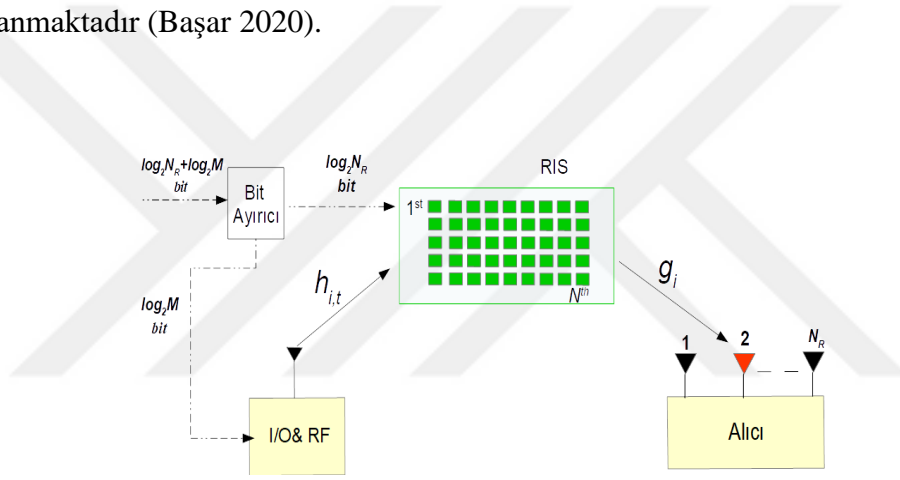 anmaktadır (Başar 2020).
log₂N_R+log₂M
bit
Bit
Ayırıcı
log₂N_R
bit
RIS
1st
Nth
log₂M
bit
h_i,t
g_i
1
2
N_R
I/O& RF
Alıcı